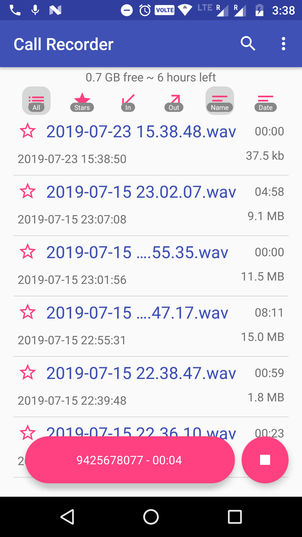 VOLTE LTE R R 3:38
Call Recorder
0.7 GB free ~ 6 hours left
All Stars In Out Name Date
2019-07-23 15.38.48.wav 00:00
2019-07-23 15:38:50 37.5 kb
2019-07-15 23.02.07.wav 04:58
2019-07-15 23:07:08 9.1 MB
2019-07-15 ....55.35.wav 00:00
2019-07-15 23:01:56 11.5 MB
2019-07-15 ....47.17.wav 08:11
2019-07-15 22:55:31 15.0 MB
2019-07-15 22.38.47.wav 00:59
2019-07-15 22:39:48 1.8 MB
2019-07-15 22.36.10.wav 00:23
9425678077 - 00:04